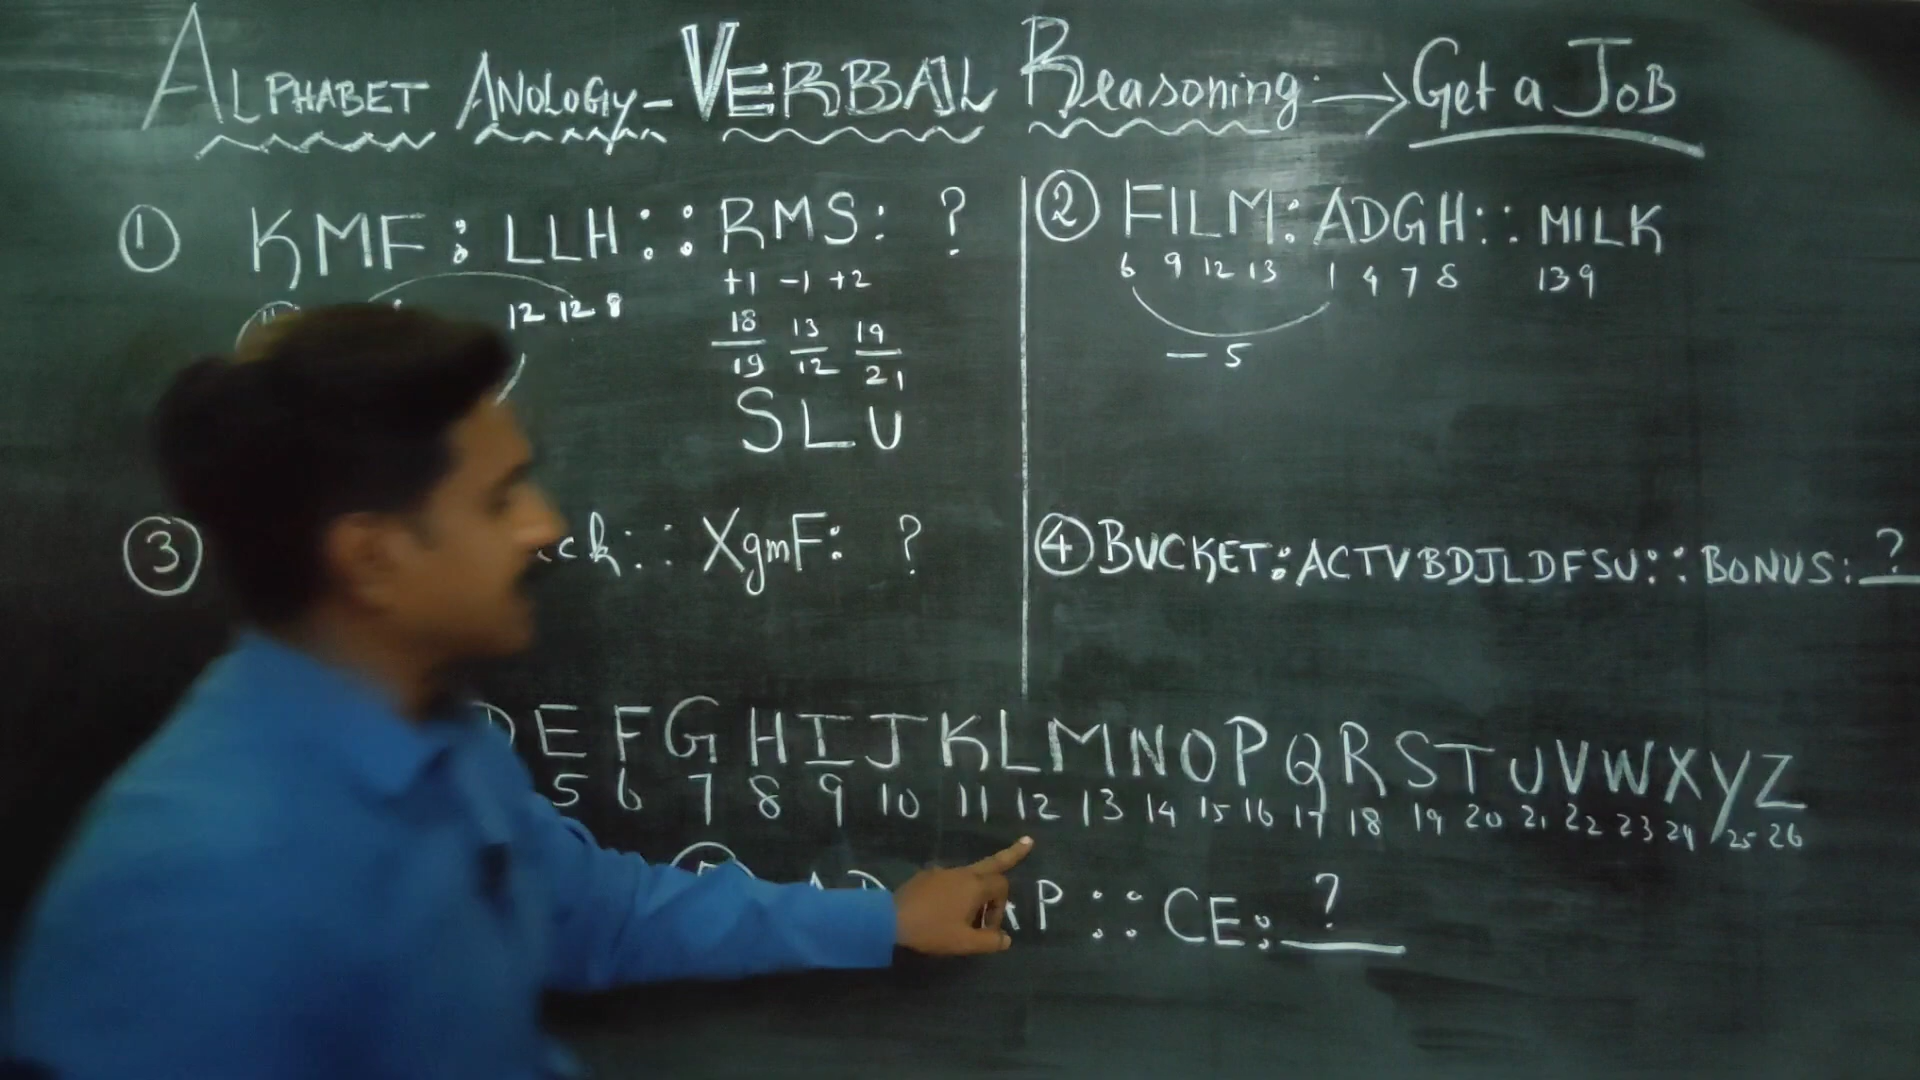 ALPHABET ANOLOGY - VERBAL Reasoning → Get a JOB
① KMF : LLH :: RMS : ?
+1 -1 +2
12 12 8
18 13 19
19 12 21
SLU
② FILM : ADGH :: MILK
6 9 12 13 1 4 7 8 13 9
- 5
③ ck :: XgmF : ?
④ BUCKET : ACTVBDJLDFSU :: BONUS : ?
E F G H I J K L M N O P Q R S T U V W X Y Z
5 6 7 8 9 10 11 12 13 14 15 16 17 18 19 20 21 22 23 24 25 26
P :: CE : ?